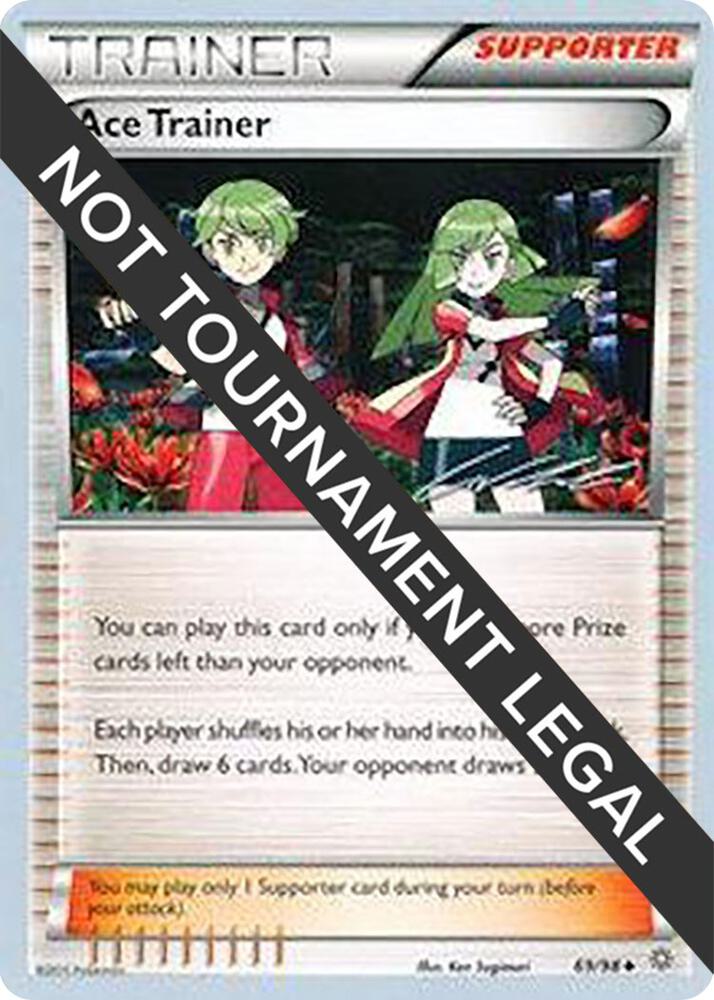 TRAINER
SUPPORTER
Ace Trainer
NOT TOURNAMENT LEGAL
You can play this card only if ore Prize
cards left than your opponent.
Each player shuffles his or her hand into
Then, draw 6 cards. Your opponent draws
You may play only 1 Supporter card during your turn (before
your attack).
Illus. Ken Sugimori
69/98